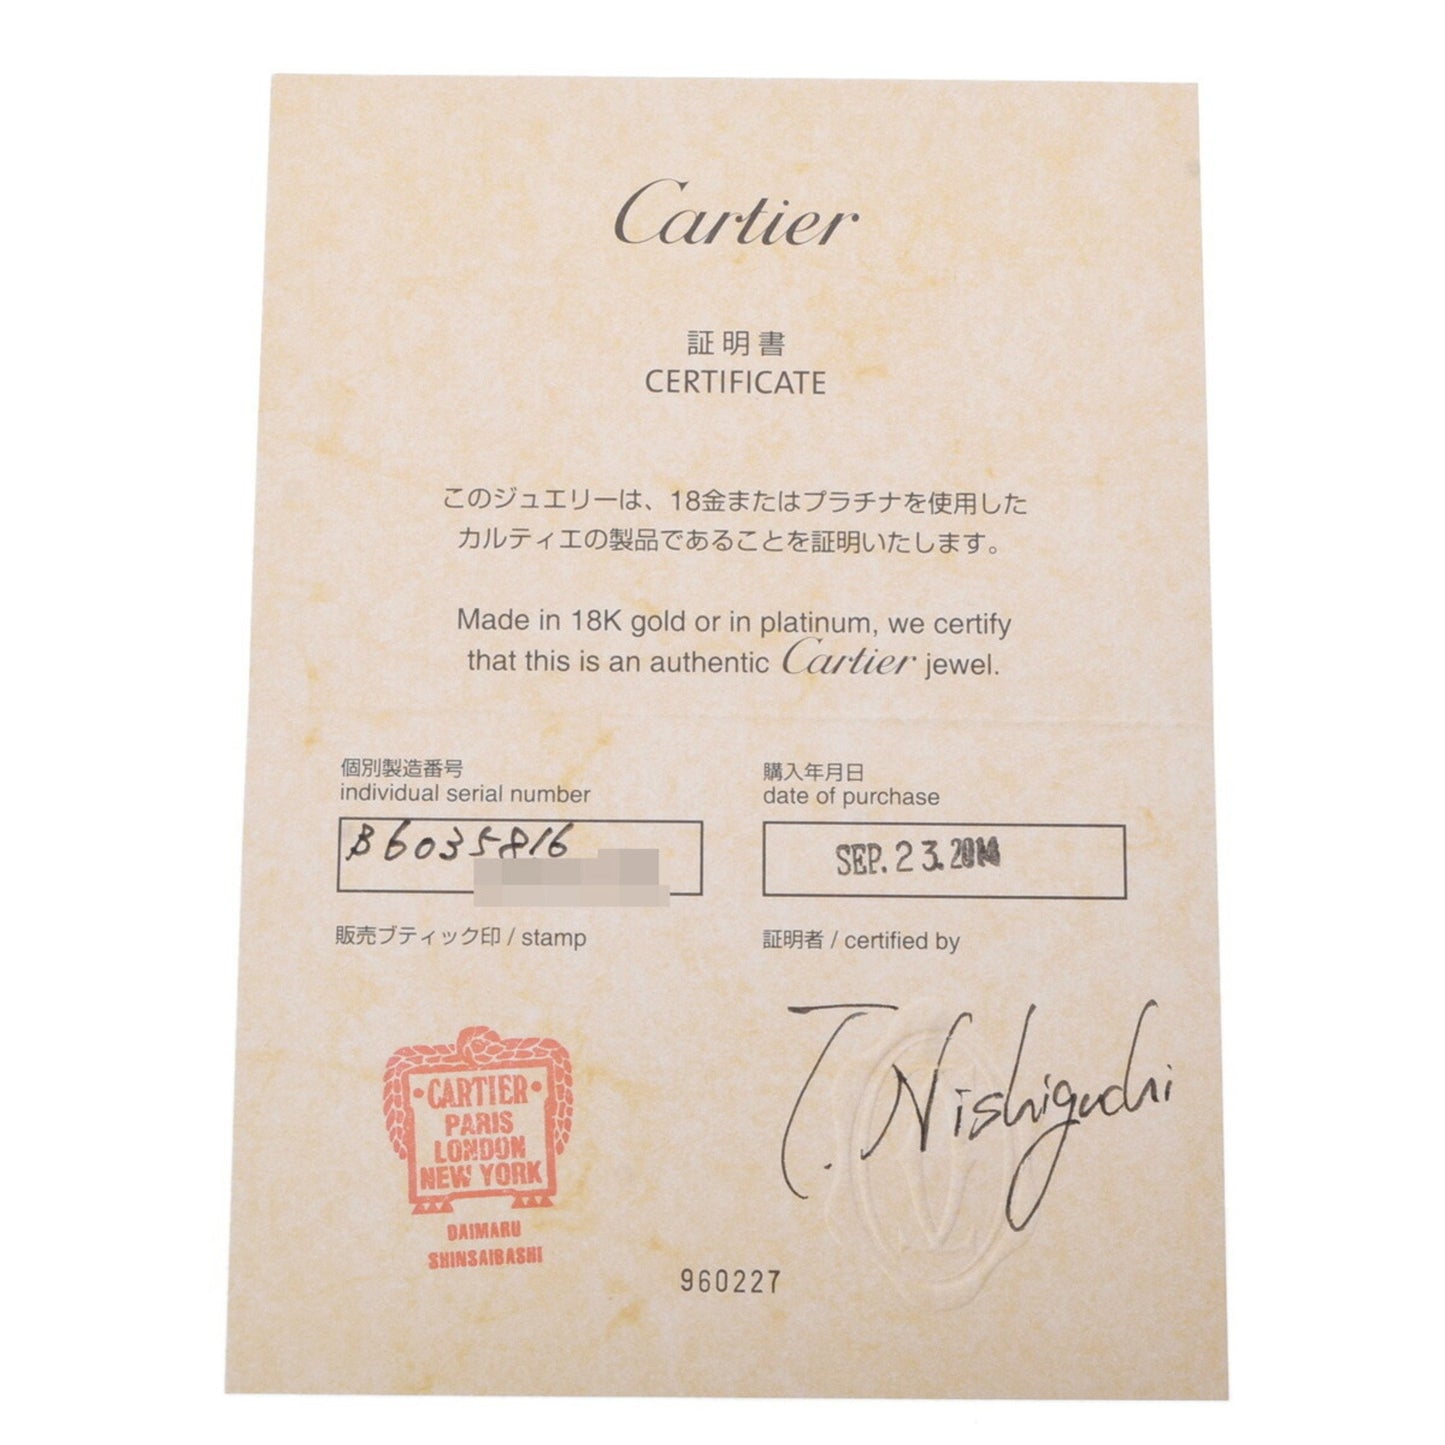 Cartier
証明書
CERTIFICATE
このジュエリーは、18金またはプラチナを使用した
カルティエの製品であることを証明いたします。
Made in 18K gold or in platinum, we certify
that this is an authentic Cartier jewel.
個別製造番号
individual serial number
B6035816
購入年月日
date of purchase
SEP. 23. 2014
販売ブティック印 / stamp
証明者 / certified by
CARTIER
PARIS
LONDON
NEW YORK
DAIMARU
SHINSAIBASHI
T. Nishiguchi
960227